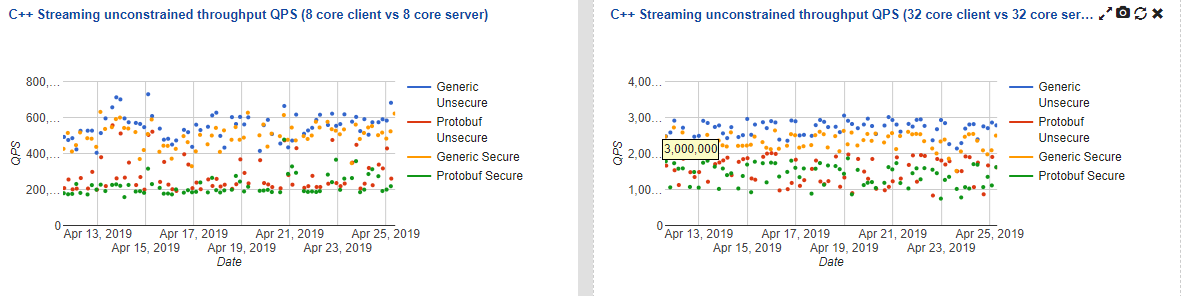 C++ Streaming unconstrained throughput QPS (8 core client vs 8 core server)
800,...
600,...
400,...
200,...
0
QPS
Apr 13, 2019
Apr 15, 2019
Apr 17, 2019
Apr 19, 2019
Apr 21, 2019
Apr 23, 2019
Apr 25, 2019
Date
Generic
Unsecure
Protobuf
Unsecure
Generic Secure
Protobuf Secure
C++ Streaming unconstrained throughput QPS (32 core client vs 32 core ser...
4,00...
3,00...
2,00...
1,00...
0
QPS
3,000,000
Apr 13, 2019
Apr 15, 2019
Apr 17, 2019
Apr 19, 2019
Apr 21, 2019
Apr 23, 2019
Apr 25, 2019
Date
Generic
Unsecure
Protobuf
Unsecure
Generic Secure
Protobuf Secure